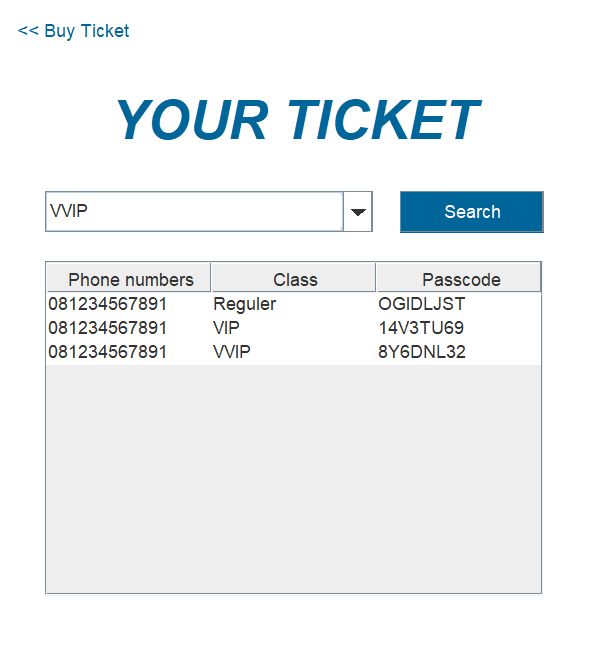 << Buy Ticket
YOUR TICKET
VVIP
Search
Phone numbers Class Passcode
081234567891 Reguler OGIDLJST
081234567891 VIP 14V3TU69
081234567891 VVIP 8Y6DNL32